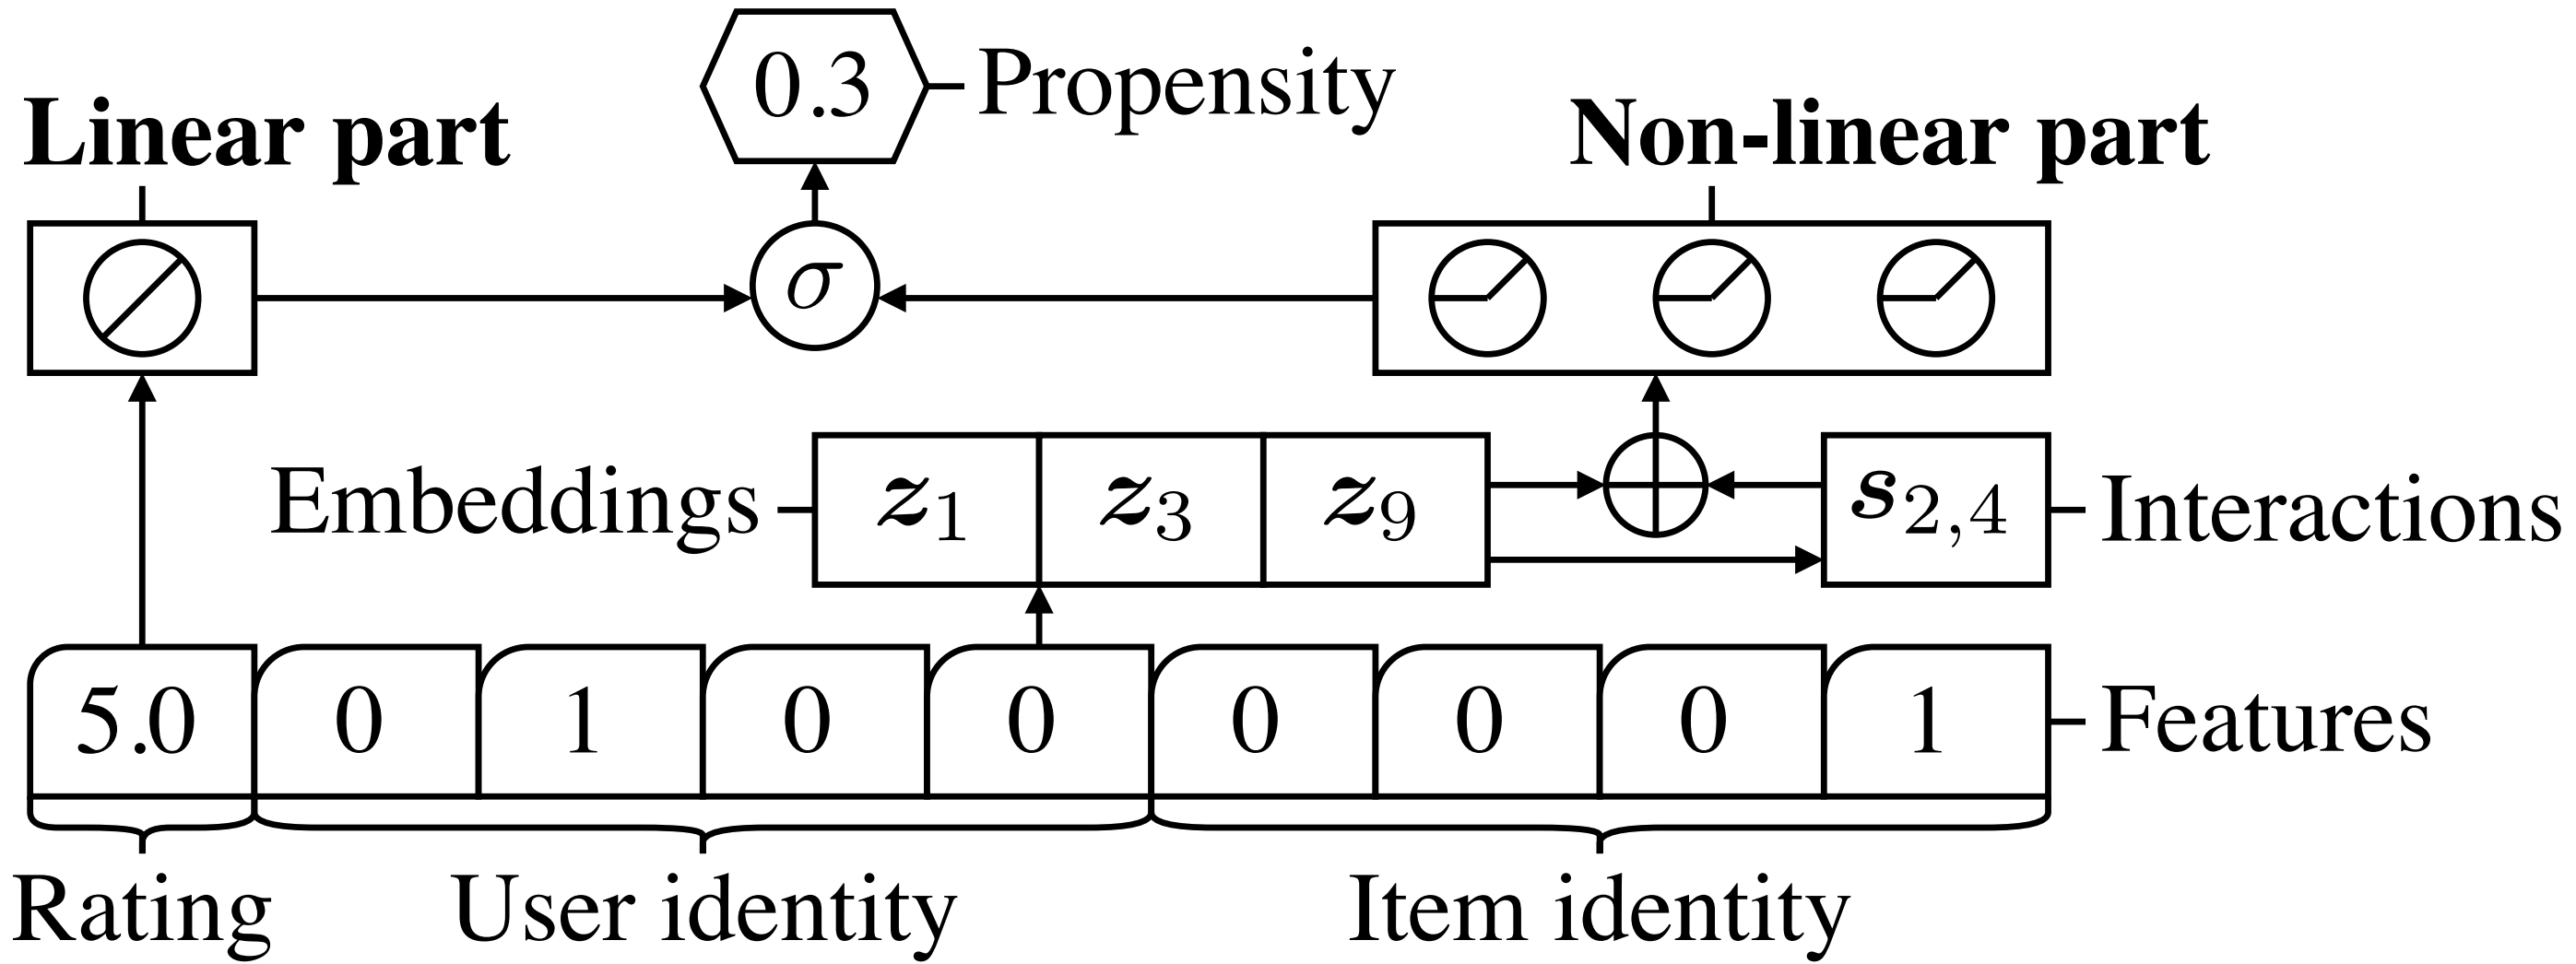 0.3 Propensity
Linear part
Non-linear part
σ
Embeddings z₁ z₃ z₉ s₂,₄ Interactions
5.0 0 1 0 0 0 0 0 1 Features
Rating User identity Item identity